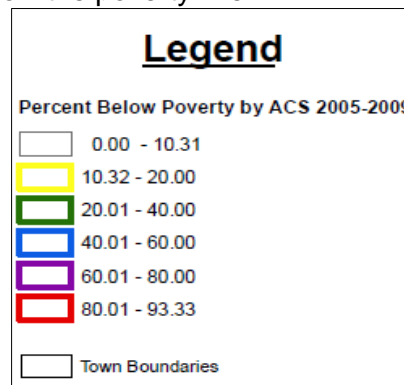 Legend
Percent Below Poverty by ACS 2005-2009
0.00 - 10.31
10.32 - 20.00
20.01 - 40.00
40.01 - 60.00
60.01 - 80.00
80.01 - 93.33
Town Boundaries